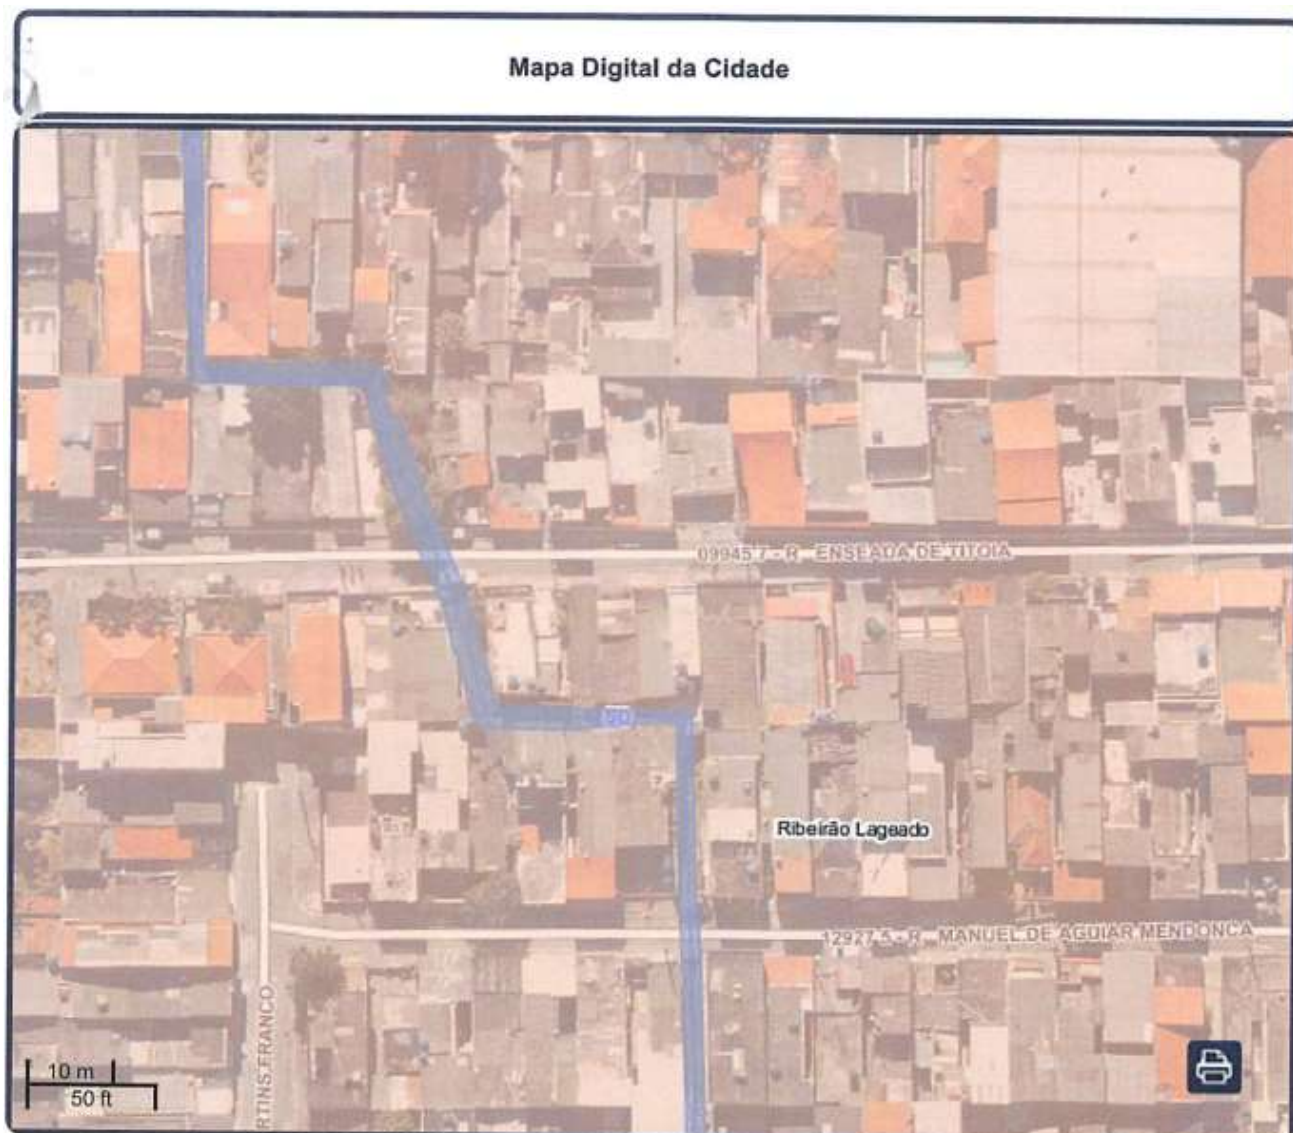 Mapa Digital da Cidade
09945 7 - R ENSEADA DE TITOIA
Ribeirão Lageado
12927-5 - R MANUEL DE AGUIAR MENDONCA
RTINS FRANCO
10 m
50 ft